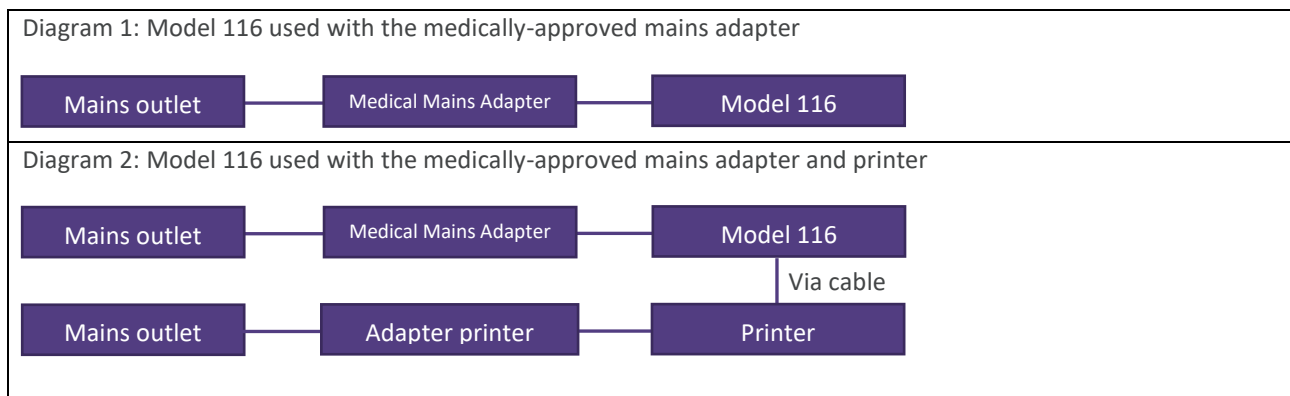 Diagram 1: Model 116 used with the medically-approved mains adapter
Mains outlet
Medical Mains Adapter
Model 116
Diagram 2: Model 116 used with the medically-approved mains adapter and printer
Mains outlet
Medical Mains Adapter
Model 116
Via cable
Mains outlet
Adapter printer
Printer